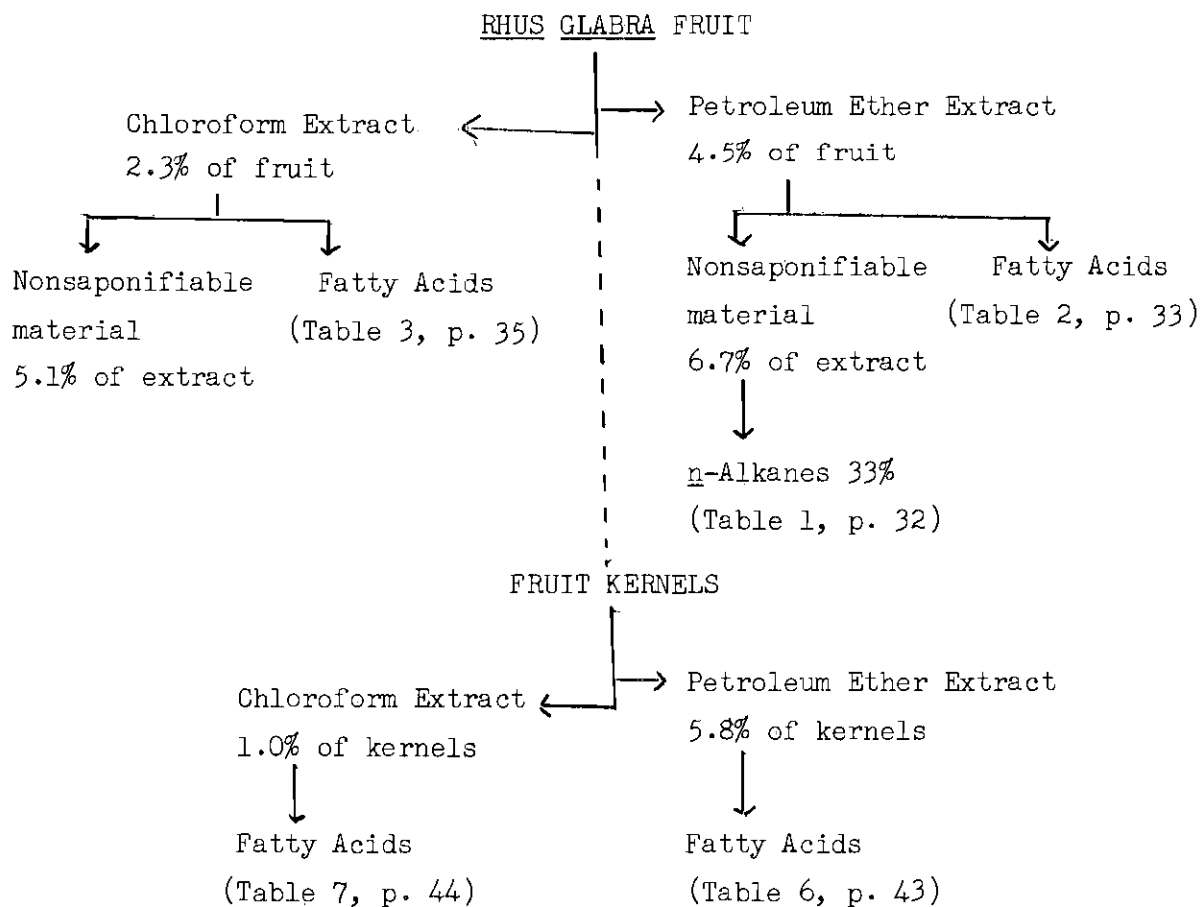 RHUS GLABRA FRUIT
Chloroform Extract
2.3% of fruit
Petroleum Ether Extract
4.5% of fruit
Nonsaponifiable
material
5.1% of extract
Fatty Acids
(Table 3, p. 35)
Nonsaponifiable
material
6.7% of extract
Fatty Acids
(Table 2, p. 33)
n-Alkanes 33%
(Table 1, p. 32)
FRUIT KERNELS
Chloroform Extract
1.0% of kernels
Petroleum Ether Extract
5.8% of kernels
Fatty Acids
(Table 7, p. 44)
Fatty Acids
(Table 6, p. 43)